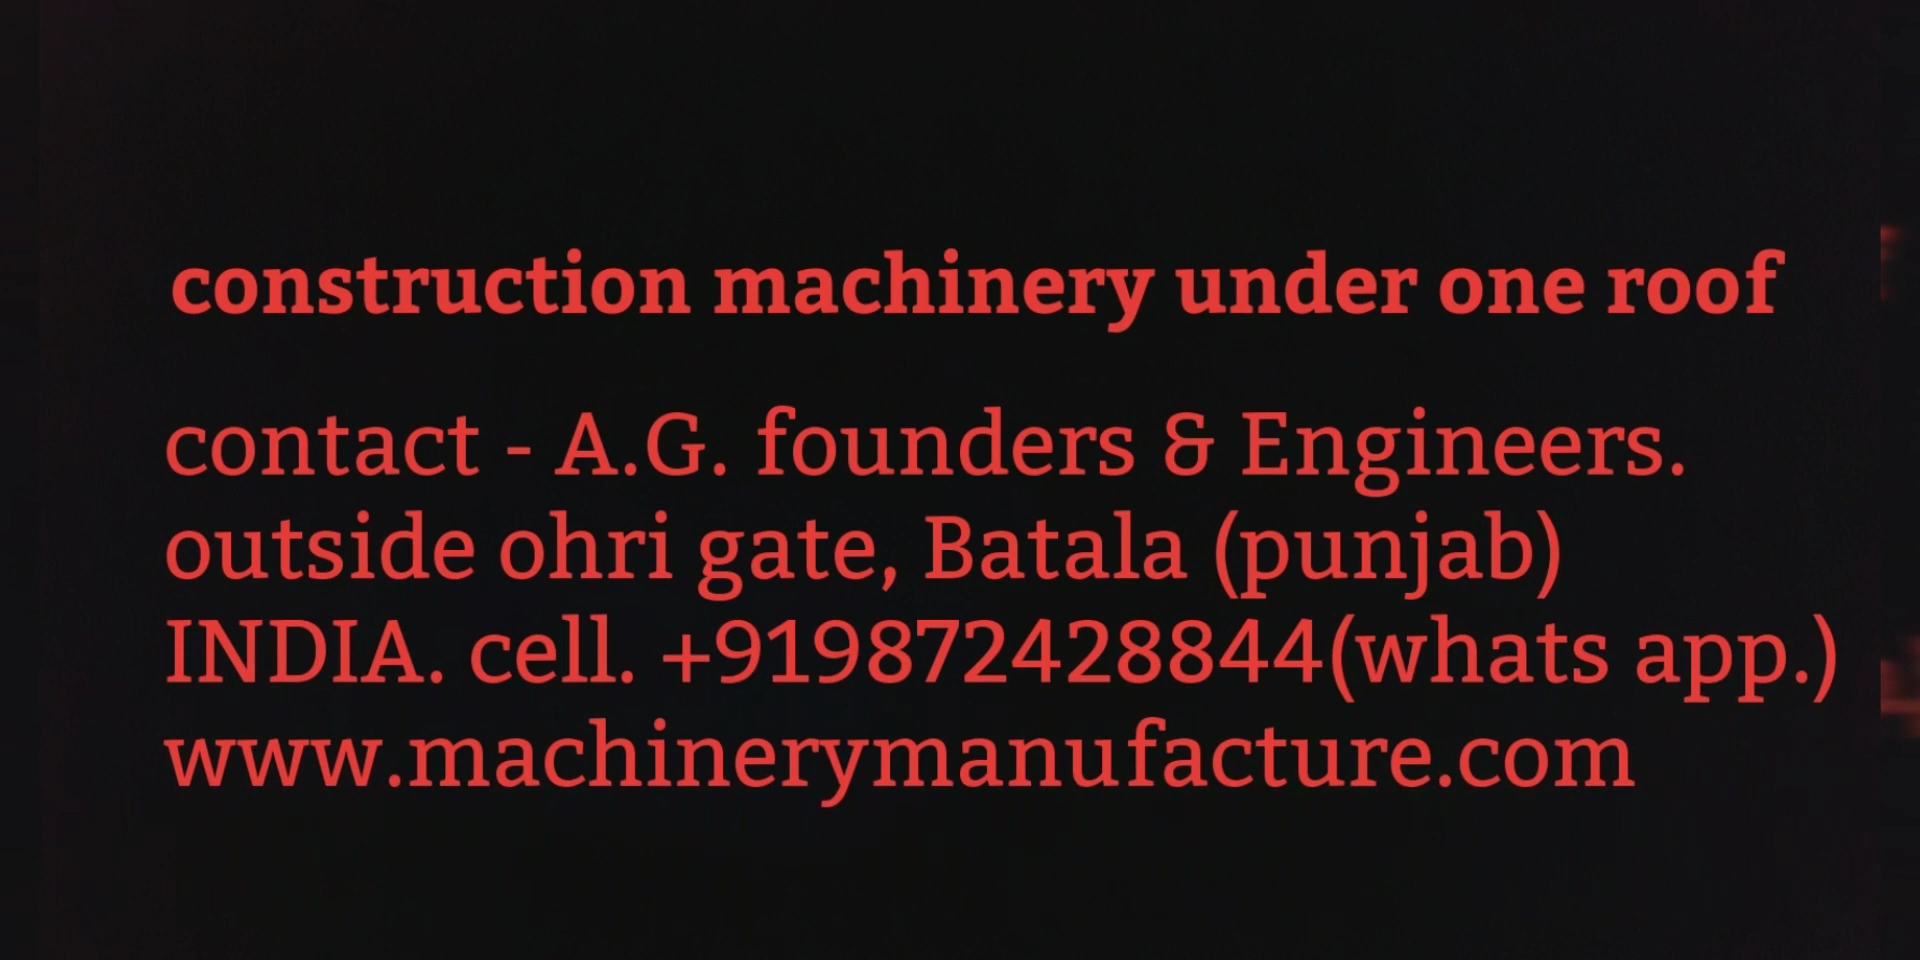 construction machinery under one roof
contact - A.G. founders & Engineers.
outside ohri gate, Batala (punjab)
INDIA. cell. +919872428844(whats app.)
www.machinerymanufacture.com